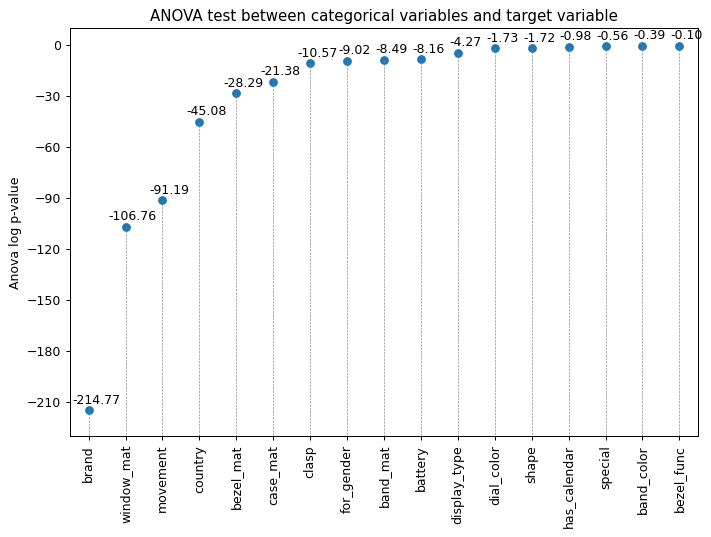 ANOVA test between categorical variables and target variable
Anova log p-value
0
−30
−60
−90
−120
−150
−180
−210
-214.77
-106.76
-91.19
-45.08
-28.29
-21.38
-10.57
-9.02
-8.49
-8.16
-4.27
-1.73
-1.72
-0.98
-0.56
-0.39
-0.10
brand
window_mat
movement
country
bezel_mat
case_mat
clasp
for_gender
band_mat
battery
display_type
dial_color
shape
has_calendar
special
band_color
bezel_func